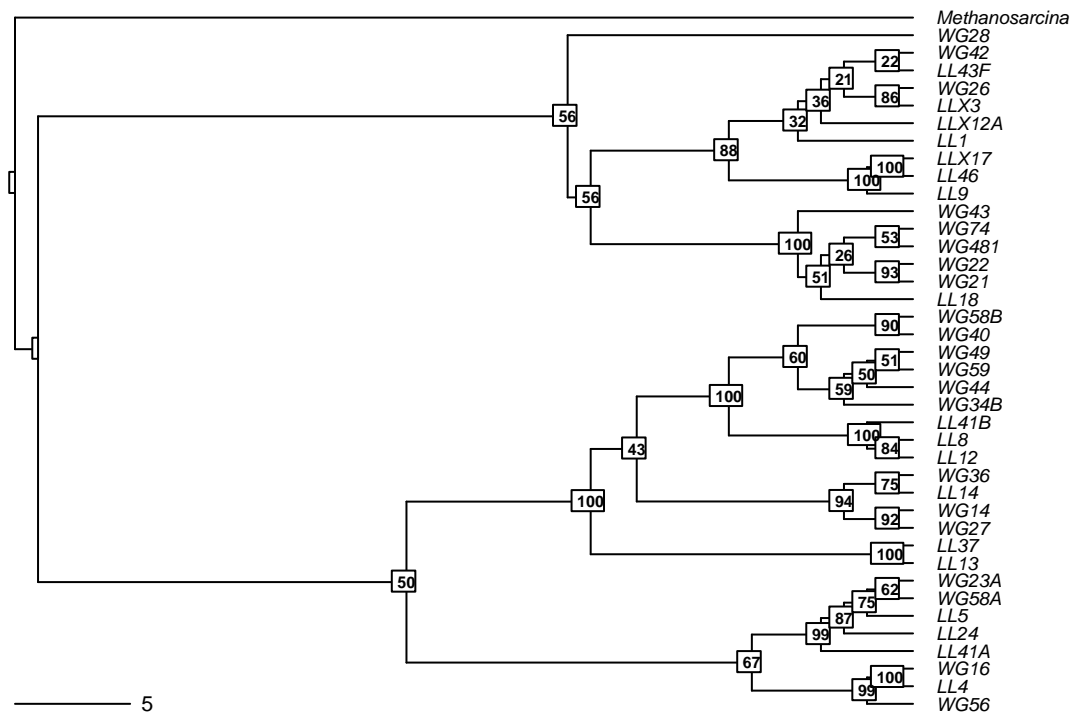 Methanosarcina
WG28
WG42
22
LL43F
21
WG26
86
36
LLX3
32
LLX12A
56
LL1
88
LLX17
100
LL46
100
LL9
56
WG43
WG74
53
100
WG481
26
WG22
93
51
WG21
LL18
WG58B
90
WG40
60
WG49
51
WG59
50
WG44
59
100
WG34B
LL41B
100
LL8
43
84
LL12
WG36
75
LL14
100
94
WG14
92
WG27
LL37
100
LL13
50
WG23A
62
WG58A
75
LL5
87
LL24
99
LL41A
67
WG16
100
LL4
99
WG56
5